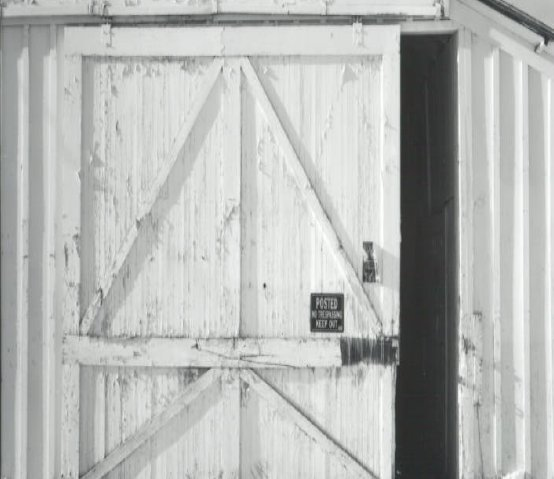 POSTED
NO TRESPASSING
KEEP OUT